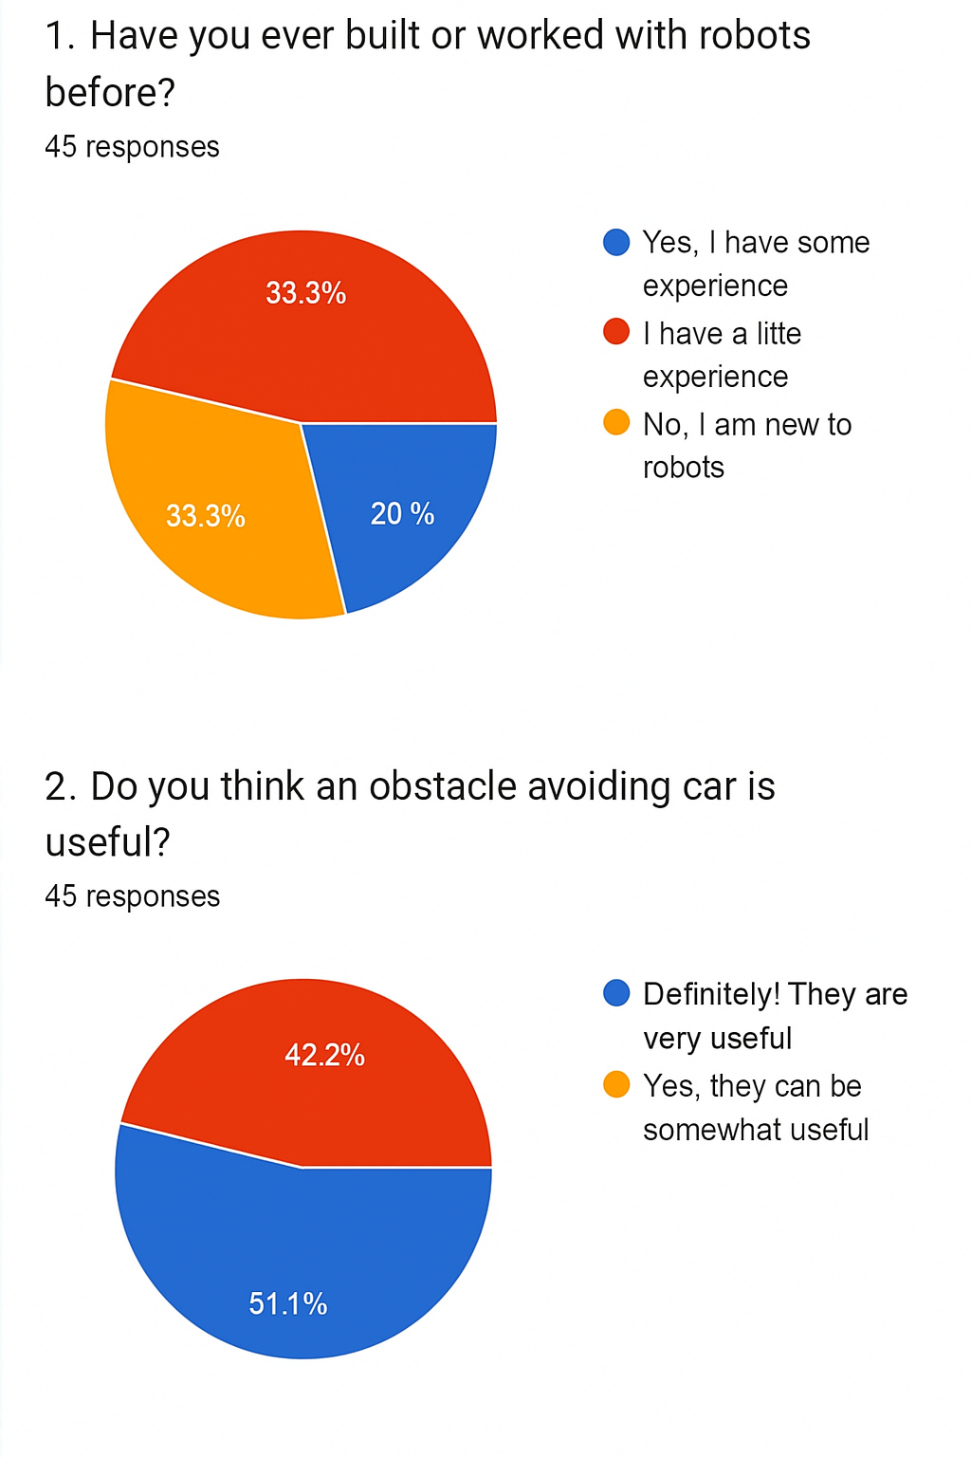 1. Have you ever built or worked with robots
before?
45 responses
33.3%
33.3%
20 %
Yes, I have some
experience
I have a litte
experience
No, I am new to
robots
2. Do you think an obstacle avoiding car is
useful?
45 responses
42.2%
51.1%
Definitely! They are
very useful
Yes, they can be
somewhat useful